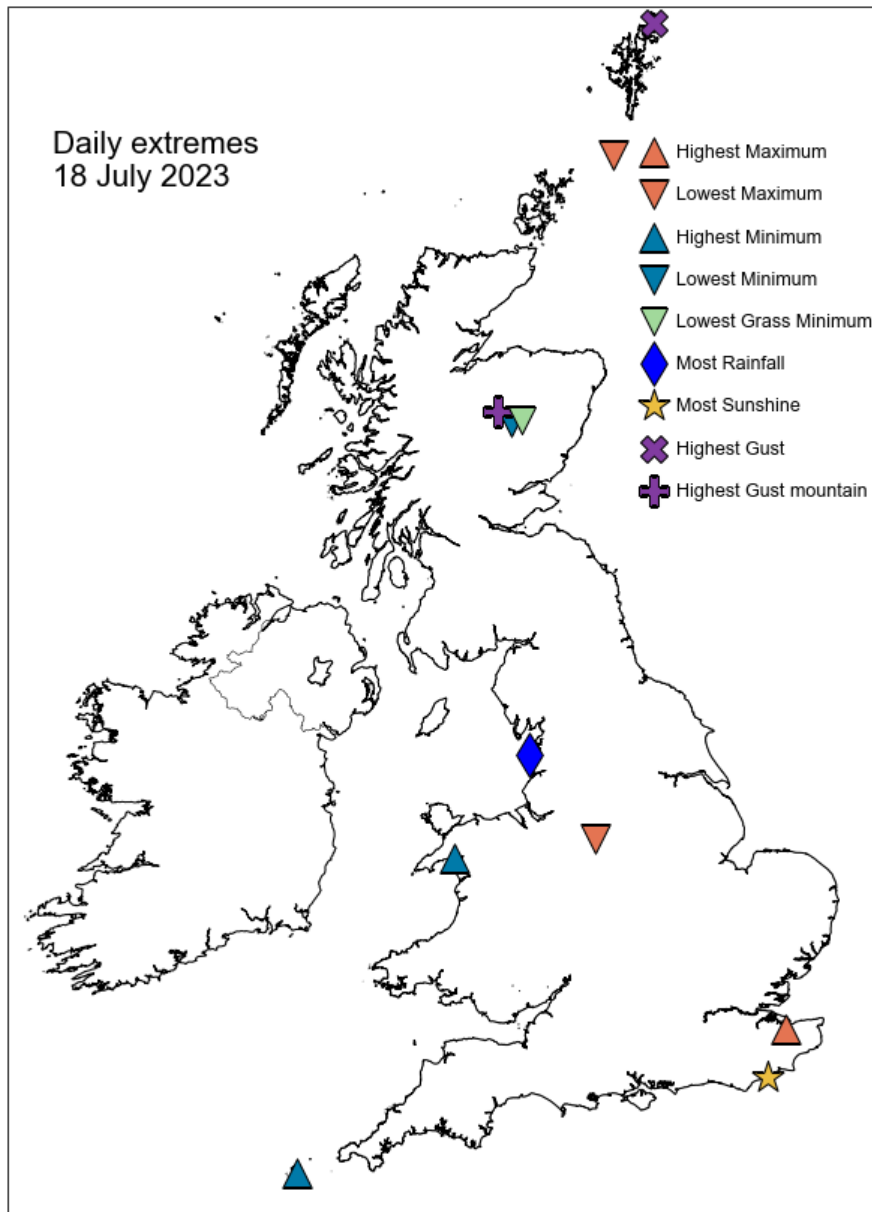 Daily extremes
18 July 2023
Highest Maximum
Lowest Maximum
Highest Minimum
Lowest Minimum
Lowest Grass Minimum
Most Rainfall
Most Sunshine
Highest Gust
Highest Gust mountain